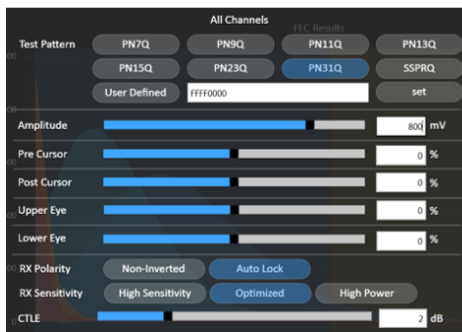 All Channels
FEC Results
Test Pattern PN7Q PN9Q PN11Q PN13Q
PN15Q PN23Q PN31Q SSPRQ
User Defined FFFF0000 set
Amplitude 800 mV
Pre Cursor 0 %
Post Cursor 0 %
Upper Eye 0 %
Lower Eye 0 %
RX Polarity Non-Inverted Auto Lock
RX Sensitivity High Sensitivity Optimized High Power
CTLE 2 dB